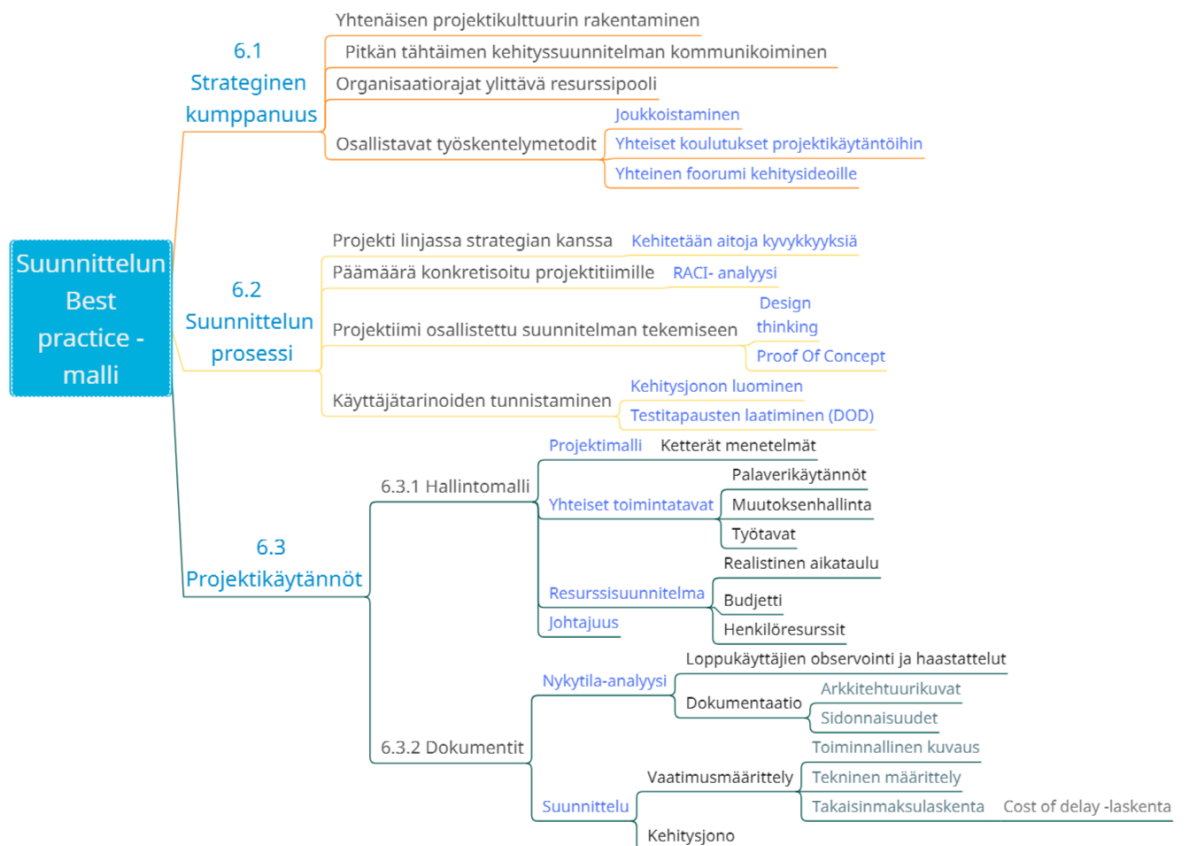 Suunnittelun
Best
practice -
malli
6.1
Strateginen
kumppanuus
Yhtenäisen projektikulttuurin rakentaminen
Pitkän tähtäimen kehityssuunnitelman kommunikoiminen
Organisaatiorajat ylittävä resurssipooli
Osallistavat työskentelymetodit
Joukkoistaminen
Yhteiset koulutukset projektikäytäntöihin
Yhteinen foorumi kehitysideoille
6.2
Suunnittelun
prosessi
Projekti linjassa strategian kanssa
Kehitetään aitoja kyvykkyyksiä
Päämäärä konkretisoitu projektitiimille
RACI- analyysi
Projektiimi osallistettu suunnitelman tekemiseen
Design
thinking
Proof Of Concept
Käyttäjätarinoiden tunnistaminen
Kehitysjonon luominen
Testitapausten laatiminen (DOD)
6.3
Projektikäytännöt
6.3.1 Hallintomalli
Projektimalli
Ketterät menetelmät
Yhteiset toimintatavat
Palaverikäytännöt
Muutoksenhallinta
Työtavat
Resurssisuunnitelma
Realistinen aikataulu
Budjetti
Henkilöresurssit
Johtajuus
6.3.2 Dokumentit
Nykytila-analyysi
Loppukäyttäjien observointi ja haastattelut
Dokumentaatio
Arkkitehtuurikuvat
Sidonnaisuudet
Suunnittelu
Vaatimusmäärittely
Toiminnallinen kuvaus
Tekninen määrittely
Takaisinmaksulaskenta
Cost of delay -laskenta
Kehitysjono